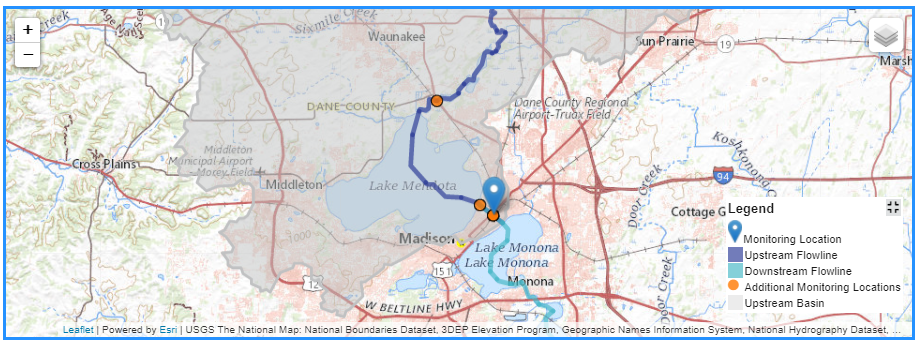 +
−
Sixmile Creek
Waunakee
Creek
19
Sun Prairie
Marsh
DANE COUNTY
Dane County Regional
Airport-Truax Field
Middleton
Municipal Airport
-Morey Field
Cross Plains
Middleton
Lake Mendota
Koshkonong C
94
Door Creek
Cottage G
Madison
Lake Monona
Lake Monona
Monona
151
12
W BELTLINE HWY
Door Creek
Legend
Monitoring Location
Upstream Flowline
Downstream Flowline
Additional Monitoring Locations
Upstream Basin
Leaflet | Powered by Esri | USGS The National Map: National Boundaries Dataset, 3DEP Elevation Program, Geographic Names Information System, National Hydrography Dataset, ...